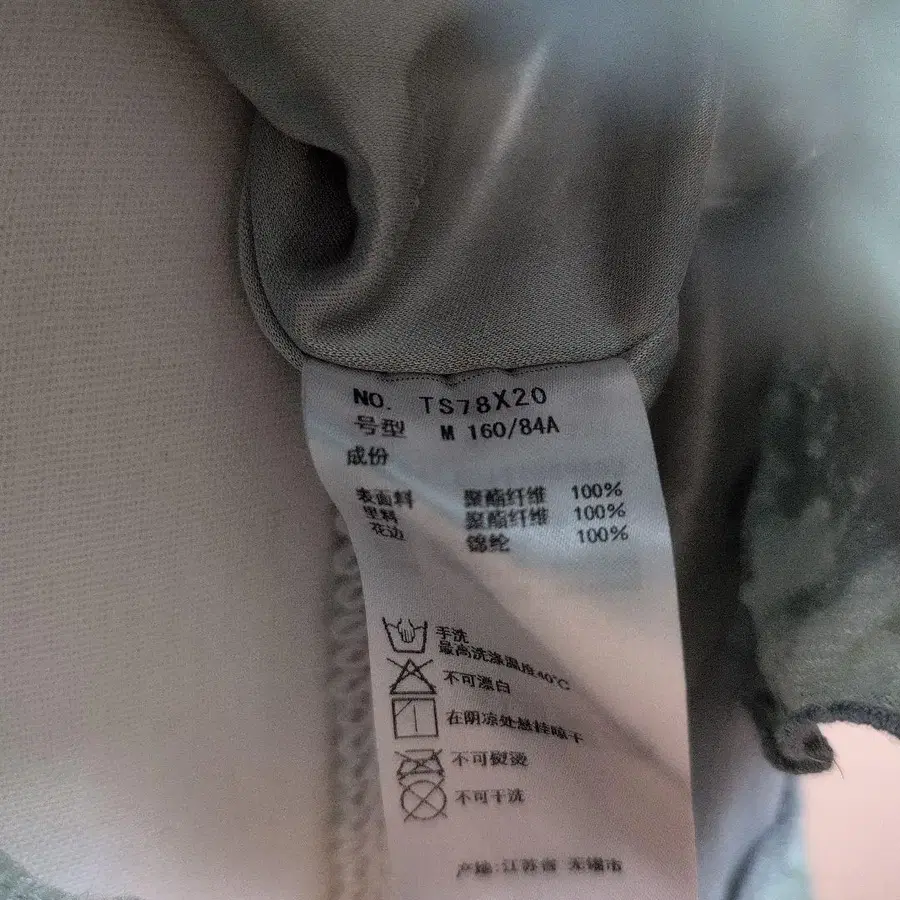 NO. TS78X20
号型 M 160/84A
成份
表面料 聚酯纤维 100%
里料 聚酯纤维 100%
花边 锦纶 100%
手洗
最高洗涤温度40℃
不可漂白
在阴凉处悬挂晾干
不可熨烫
不可干洗
产地:江苏省 无锡市